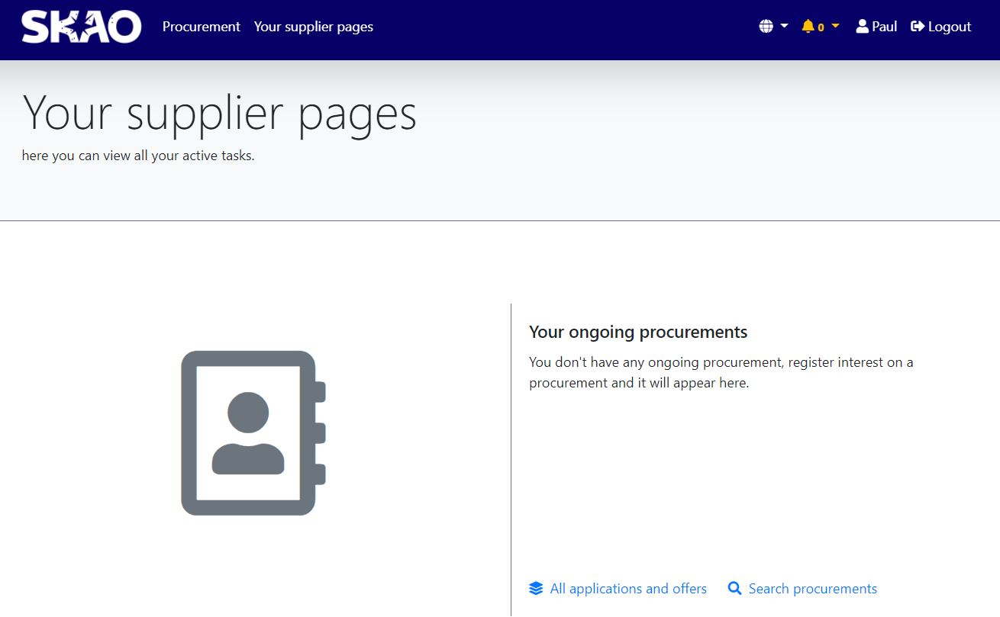 SKAO Procurement Your supplier pages 0 Paul Logout
Your supplier pages
here you can view all your active tasks.
Your ongoing procurements
You don't have any ongoing procurement, register interest on a
procurement and it will appear here.
All applications and offers Search procurements